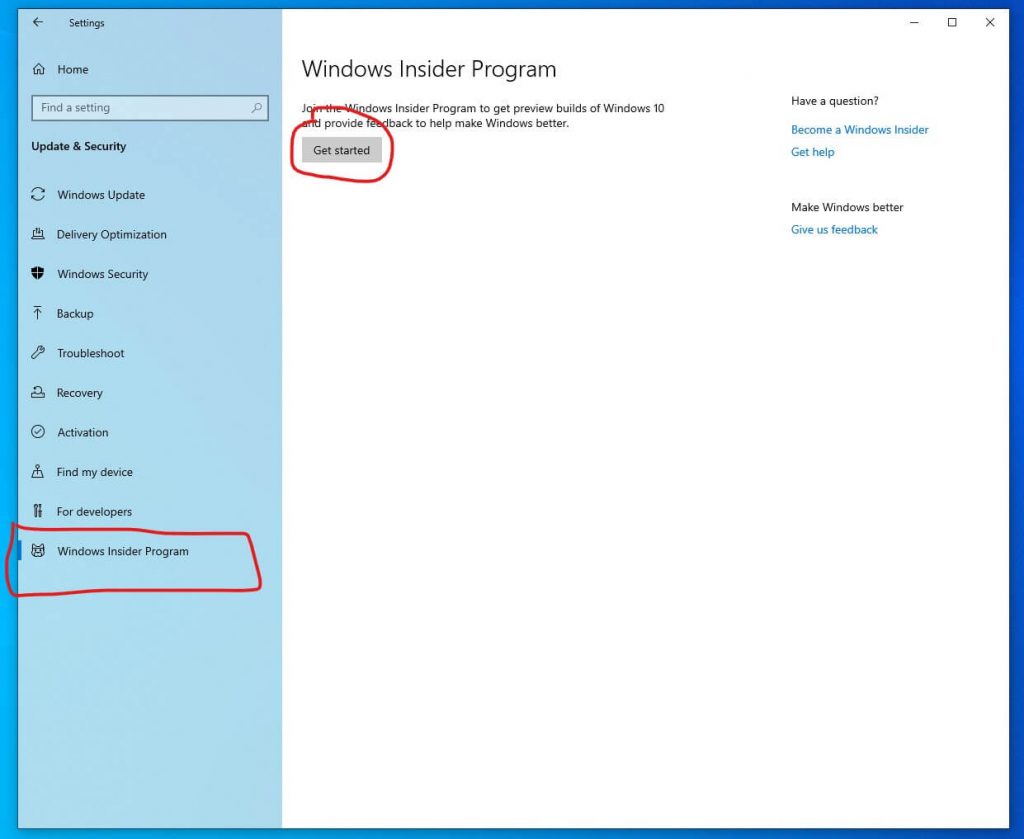 Settings
Home
Find a setting
Update & Security
Windows Update
Delivery Optimization
Windows Security
Backup
Troubleshoot
Recovery
Activation
Find my device
For developers
Windows Insider Program
Windows Insider Program
Join the Windows Insider Program to get preview builds of Windows 10
and provide feedback to help make Windows better.
Get started
Have a question?
Become a Windows Insider
Get help
Make Windows better
Give us feedback